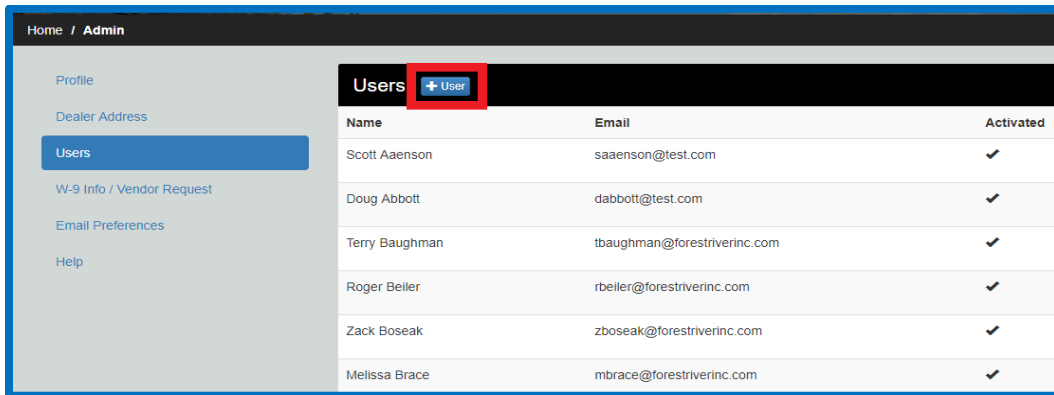 Home / Admin
Profile
Dealer Address
Users
W-9 Info / Vendor Request
Email Preferences
Help
Users + User
Name Email Activated
Scott Aaenson saaenson@test.com ✔
Doug Abbott dabbott@test.com ✔
Terry Baughman tbaughman@forestriverinc.com ✔
Roger Beiler rbeiler@forestriverinc.com ✔
Zack Boseak zboseak@forestriverinc.com ✔
Melissa Brace mbrace@forestriverinc.com ✔